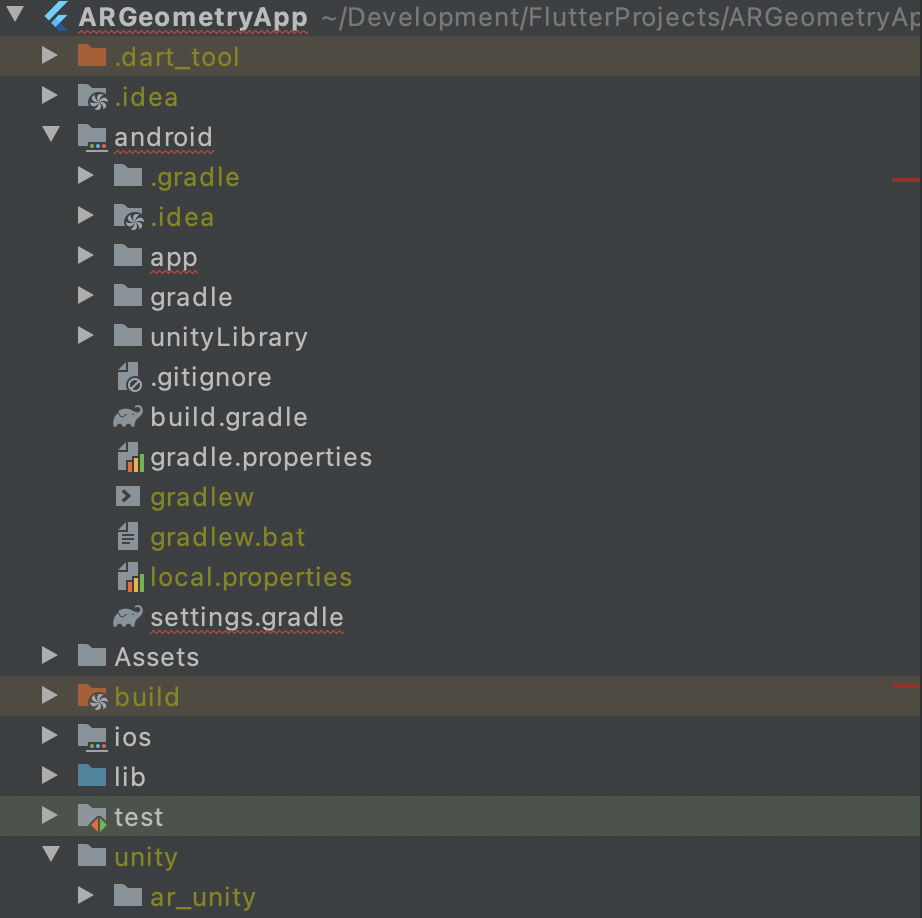 ARGeometryApp ~/Development/FlutterProjects/ARGeometryAp
.dart_tool
.idea
android
.gradle
.idea
app
gradle
unityLibrary
.gitignore
build.gradle
gradle.properties
gradlew
gradlew.bat
local.properties
settings.gradle
Assets
build
ios
lib
test
unity
ar_unity